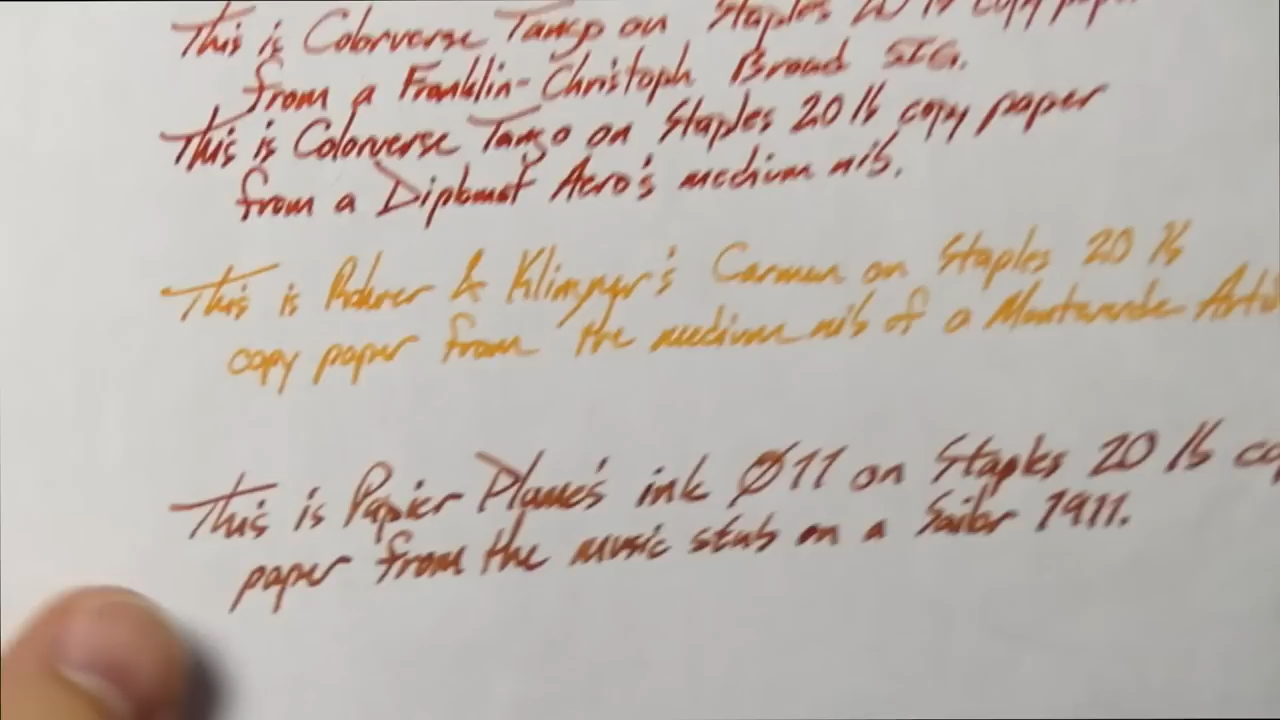 This is Colorverse Tango on Staples 20 lb copy
from a Franklin-Christoph Broad SIG.
This is Colorverse Tango on Staples 20 lb copy paper
from a Diplomat Aero's medium nib.
This is Rohrer & Klingner's Carmen on Staples 20 lb
copy paper from the medium nib of a Monteverde
This is Papier Plume's ink Ø11 on Staples 20 lb
paper from the music stub on a Sailor 1911.